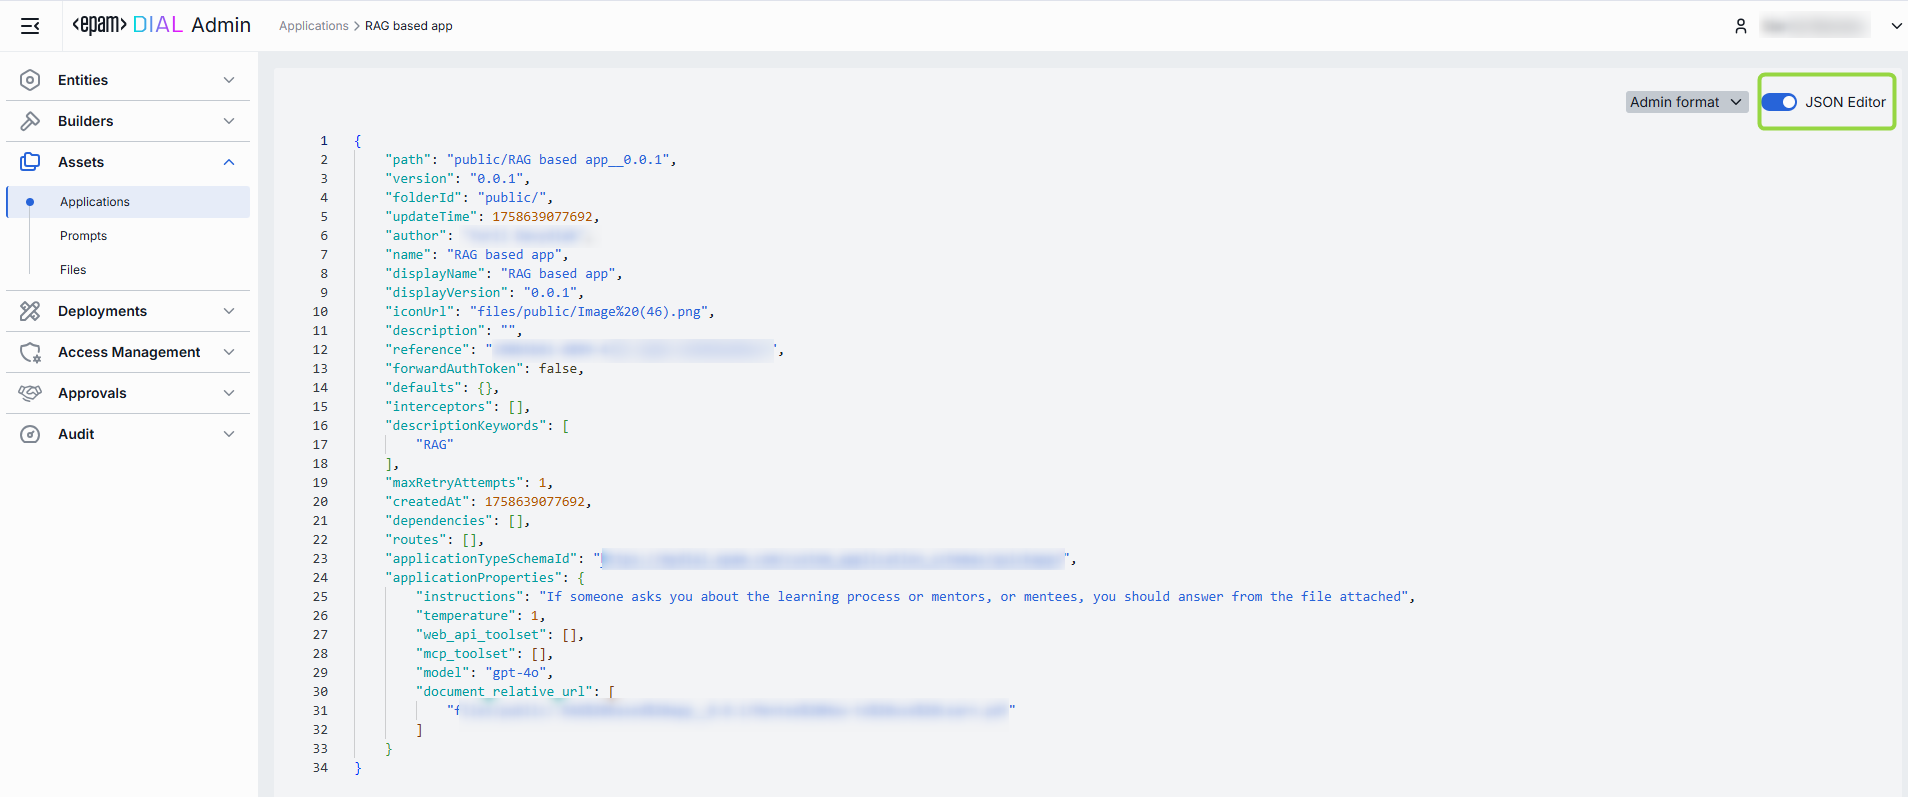 <epam> DIAL Admin
Applications > RAG based app
Entities
Builders
Assets
Applications
Prompts
Files
Deployments
Access Management
Approvals
Audit
Admin format
JSON Editor
1 {
2 "path": "public/RAG based app__0.0.1",
3 "version": "0.0.1",
4 "folderId": "public/",
5 "updateTime": 1758639077692,
6 "author":
7 "name": "RAG based app",
8 "displayName": "RAG based app",
9 "displayVersion": "0.0.1",
10 "iconUrl": "files/public/Image%20(46).png",
11 "description": "",
12 "reference": "",
13 "forwardAuthToken": false,
14 "defaults": {},
15 "interceptors": [],
16 "descriptionKeywords": [
17 "RAG"
18 ],
19 "maxRetryAttempts": 1,
20 "createdAt": 1758639077692,
21 "dependencies": [],
22 "routes": [],
23 "applicationTypeSchemaId": "",
24 "applicationProperties": {
25 "instructions": "If someone asks you about the learning process or mentors, or mentees, you should answer from the file attached",
26 "temperature": 1,
27 "web_api_toolset": [],
28 "mcp_toolset": [],
29 "model": "gpt-4o",
30 "document_relative_url": [
31 "f"
32 ]
33 }
34 }